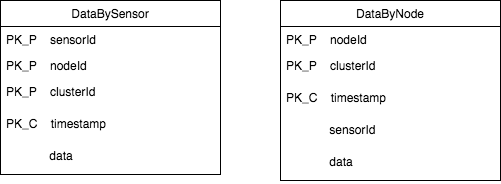 DataBySensor
PK_P sensorId
PK_P nodeId
PK_P clusterId
PK_C timestamp
data
DataByNode
PK_P nodeId
PK_P clusterId
PK_C timestamp
sensorId
data